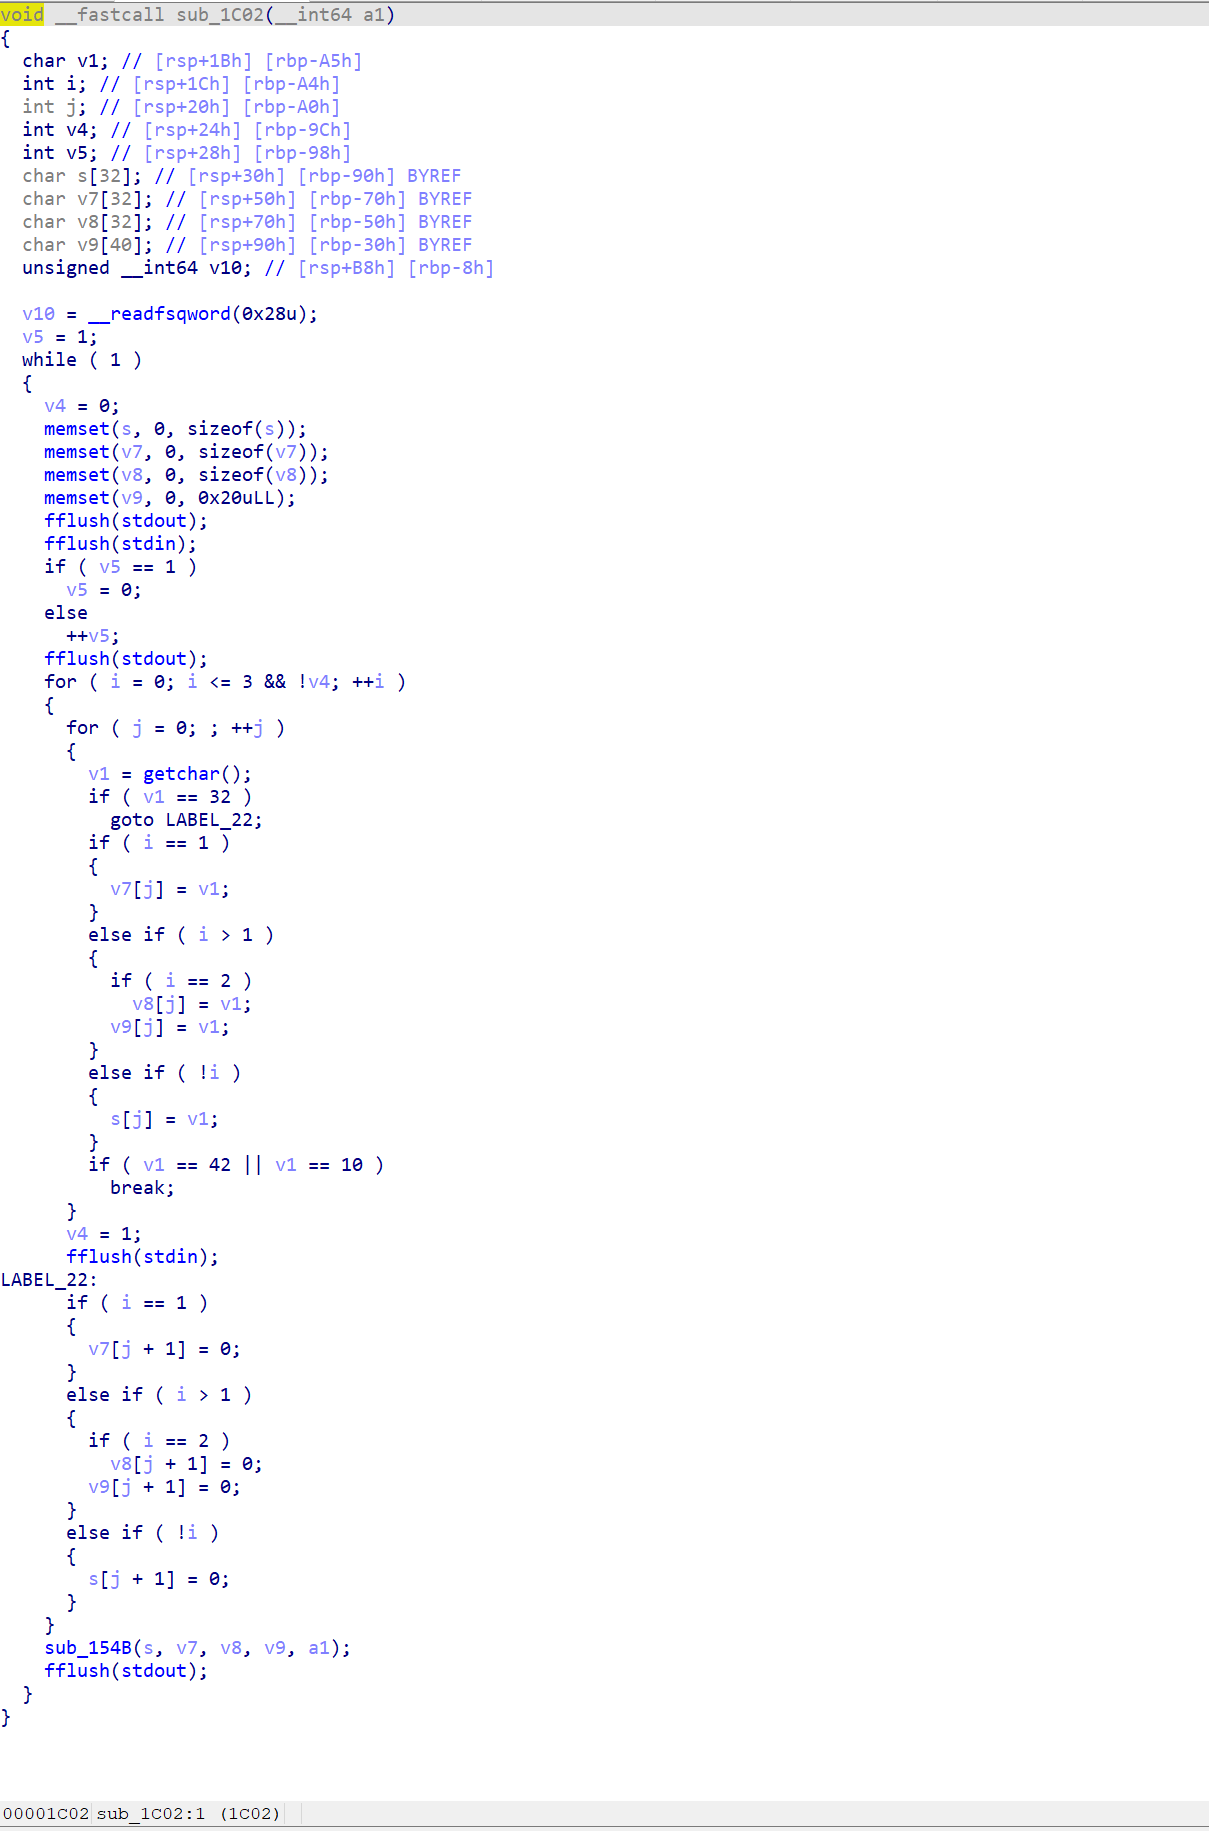 void __fastcall sub_1C02(__int64 a1)
{
  char v1; // [rsp+1Bh] [rbp-A5h]
  int i; // [rsp+1Ch] [rbp-A4h]
  int j; // [rsp+20h] [rbp-A0h]
  int v4; // [rsp+24h] [rbp-9Ch]
  int v5; // [rsp+28h] [rbp-98h]
  char s[32]; // [rsp+30h] [rbp-90h] BYREF
  char v7[32]; // [rsp+50h] [rbp-70h] BYREF
  char v8[32]; // [rsp+70h] [rbp-50h] BYREF
  char v9[40]; // [rsp+90h] [rbp-30h] BYREF
  unsigned __int64 v10; // [rsp+B8h] [rbp-8h]

  v10 = __readfsqword(0x28u);
  v5 = 1;
  while ( 1 )
  {
    v4 = 0;
    memset(s, 0, sizeof(s));
    memset(v7, 0, sizeof(v7));
    memset(v8, 0, sizeof(v8));
    memset(v9, 0, 0x20uLL);
    fflush(stdout);
    fflush(stdin);
    if ( v5 == 1 )
      v5 = 0;
    else
      ++v5;
    fflush(stdout);
    for ( i = 0; i <= 3 && !v4; ++i )
    {
      for ( j = 0; ; ++j )
      {
        v1 = getchar();
        if ( v1 == 32 )
          goto LABEL_22;
        if ( i == 1 )
        {
          v7[j] = v1;
        }
        else if ( i > 1 )
        {
          if ( i == 2 )
            v8[j] = v1;
          v9[j] = v1;
        }
        else if ( !i )
        {
          s[j] = v1;
        }
        if ( v1 == 42 || v1 == 10 )
          break;
      }
      v4 = 1;
      fflush(stdin);
LABEL_22:
      if ( i == 1 )
      {
        v7[j + 1] = 0;
      }
      else if ( i > 1 )
      {
        if ( i == 2 )
          v8[j + 1] = 0;
        v9[j + 1] = 0;
      }
      else if ( !i )
      {
        s[j + 1] = 0;
      }
    }
    sub_154B(s, v7, v8, v9, a1);
    fflush(stdout);
  }
}
00001C02 sub_1C02:1 (1C02)